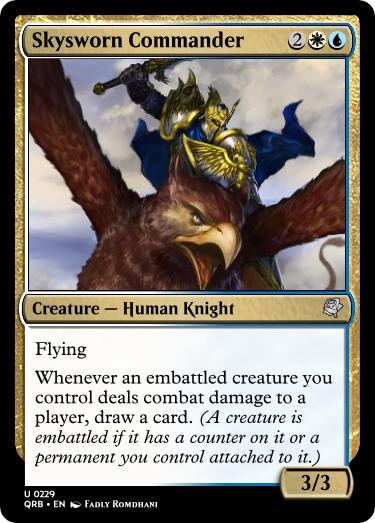 Skysworn Commander 2
Creature — Human Knight
Flying
Whenever an embattled creature you
control deals combat damage to a
player, draw a card. (A creature is
embattled if it has a counter on it or a
permanent you control attached to it.)
3/3
U 0229
QRB • EN Fadly Romdhani